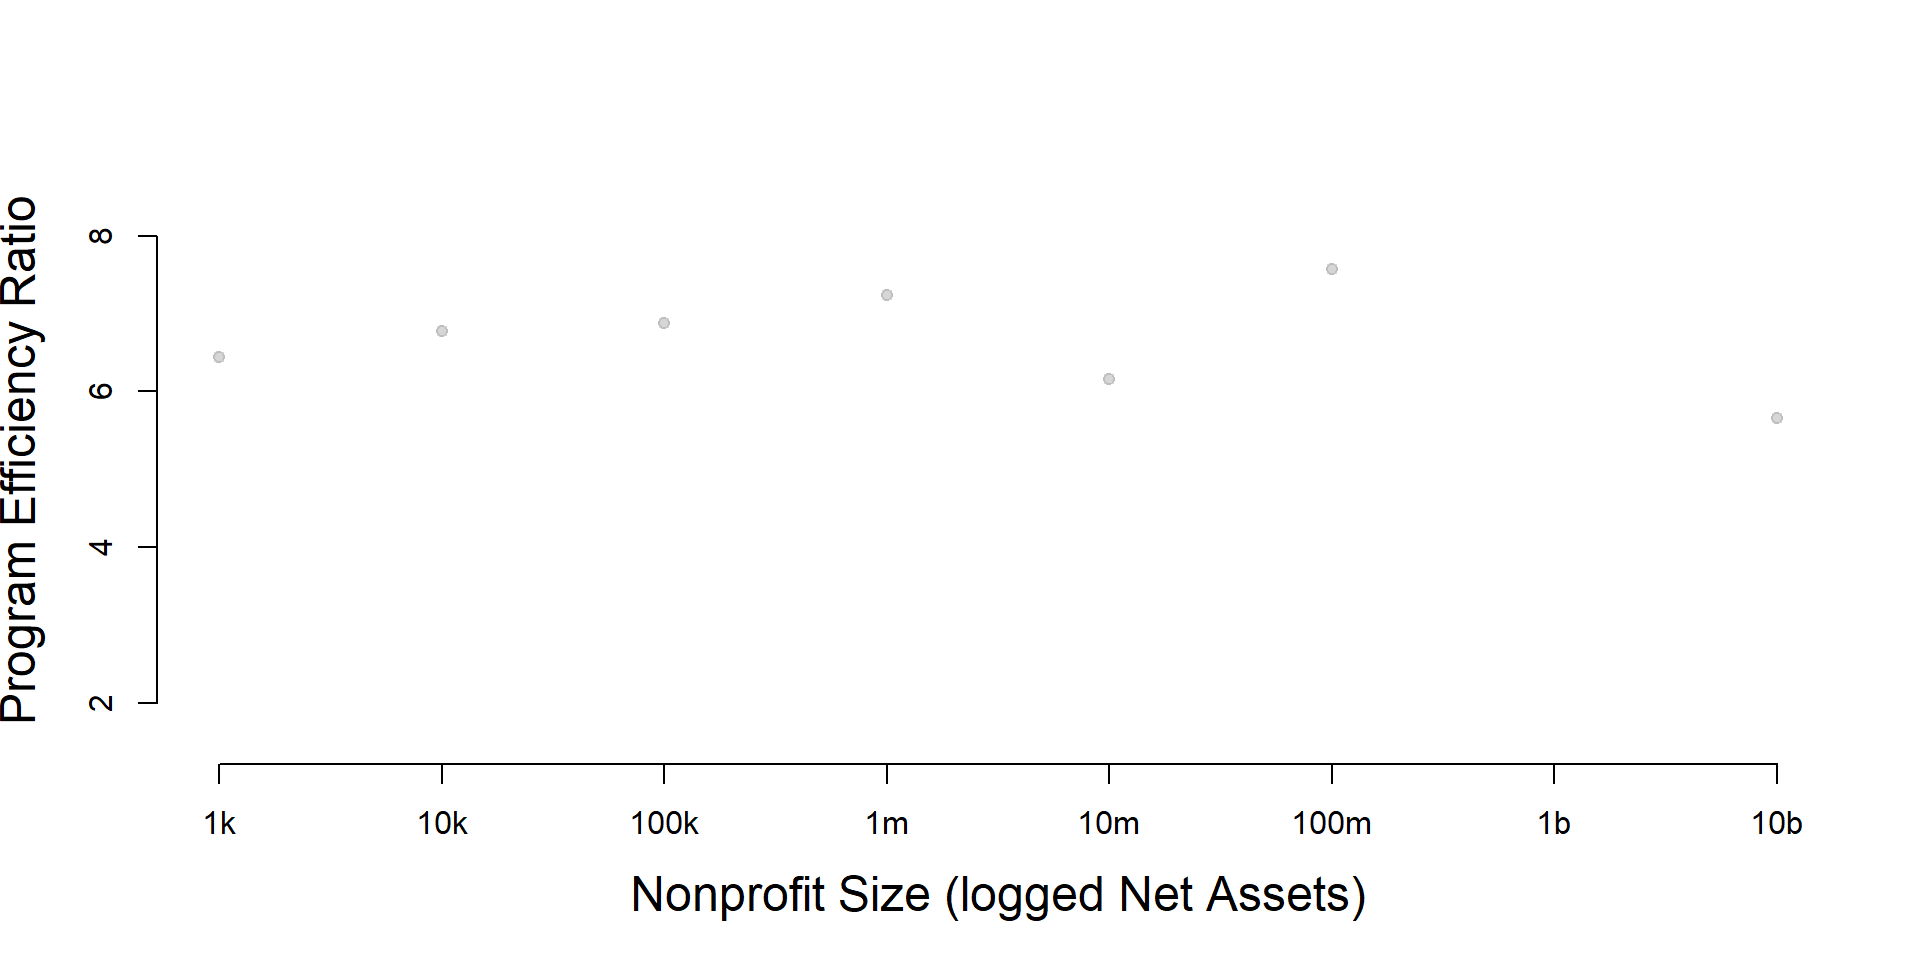 Program Efficiency Ratio
8
6
4
2
1k 10k 100k 1m 10m 100m 1b 10b
Nonprofit Size (logged Net Assets)